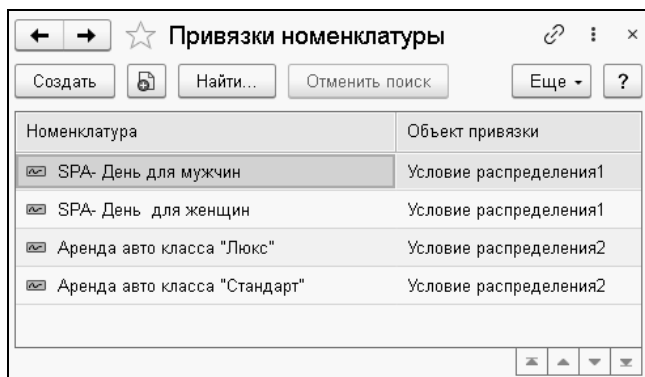 Привязки номенклатуры
Создать Найти... Отменить поиск Еще ?
Номенклатура Объект привязки
SPA- День для мужчин Условие распределения1
SPA- День  для женщин Условие распределения1
Аренда авто класса "Люкс" Условие распределения2
Аренда авто класса "Стандарт" Условие распределения2